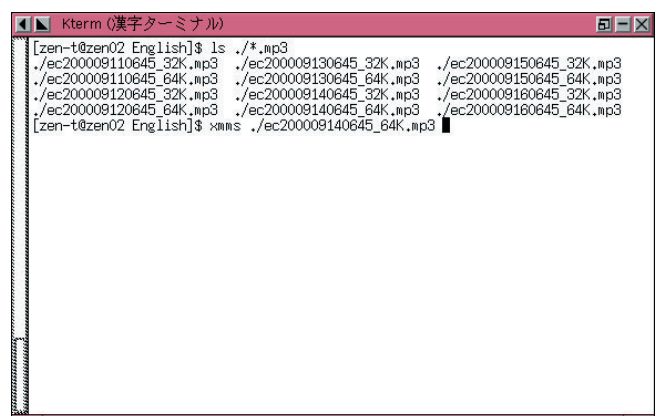 Kterm (漢字ターミナル)
[zen-t@zen02 English]$ ls ./*.mp3
./ec200009110645_32K.mp3 ./ec200009130645_32K.mp3 ./ec200009150645_32K.mp3
./ec200009110645_64K.mp3 ./ec200009130645_64K.mp3 ./ec200009150645_64K.mp3
./ec200009120645_32K.mp3 ./ec200009140645_32K.mp3 ./ec200009160645_32K.mp3
./ec200009120645_64K.mp3 ./ec200009140645_64K.mp3 ./ec200009160645_64K.mp3
[zen-t@zen02 English]$ xmms ./ec200009140645_64K.mp3